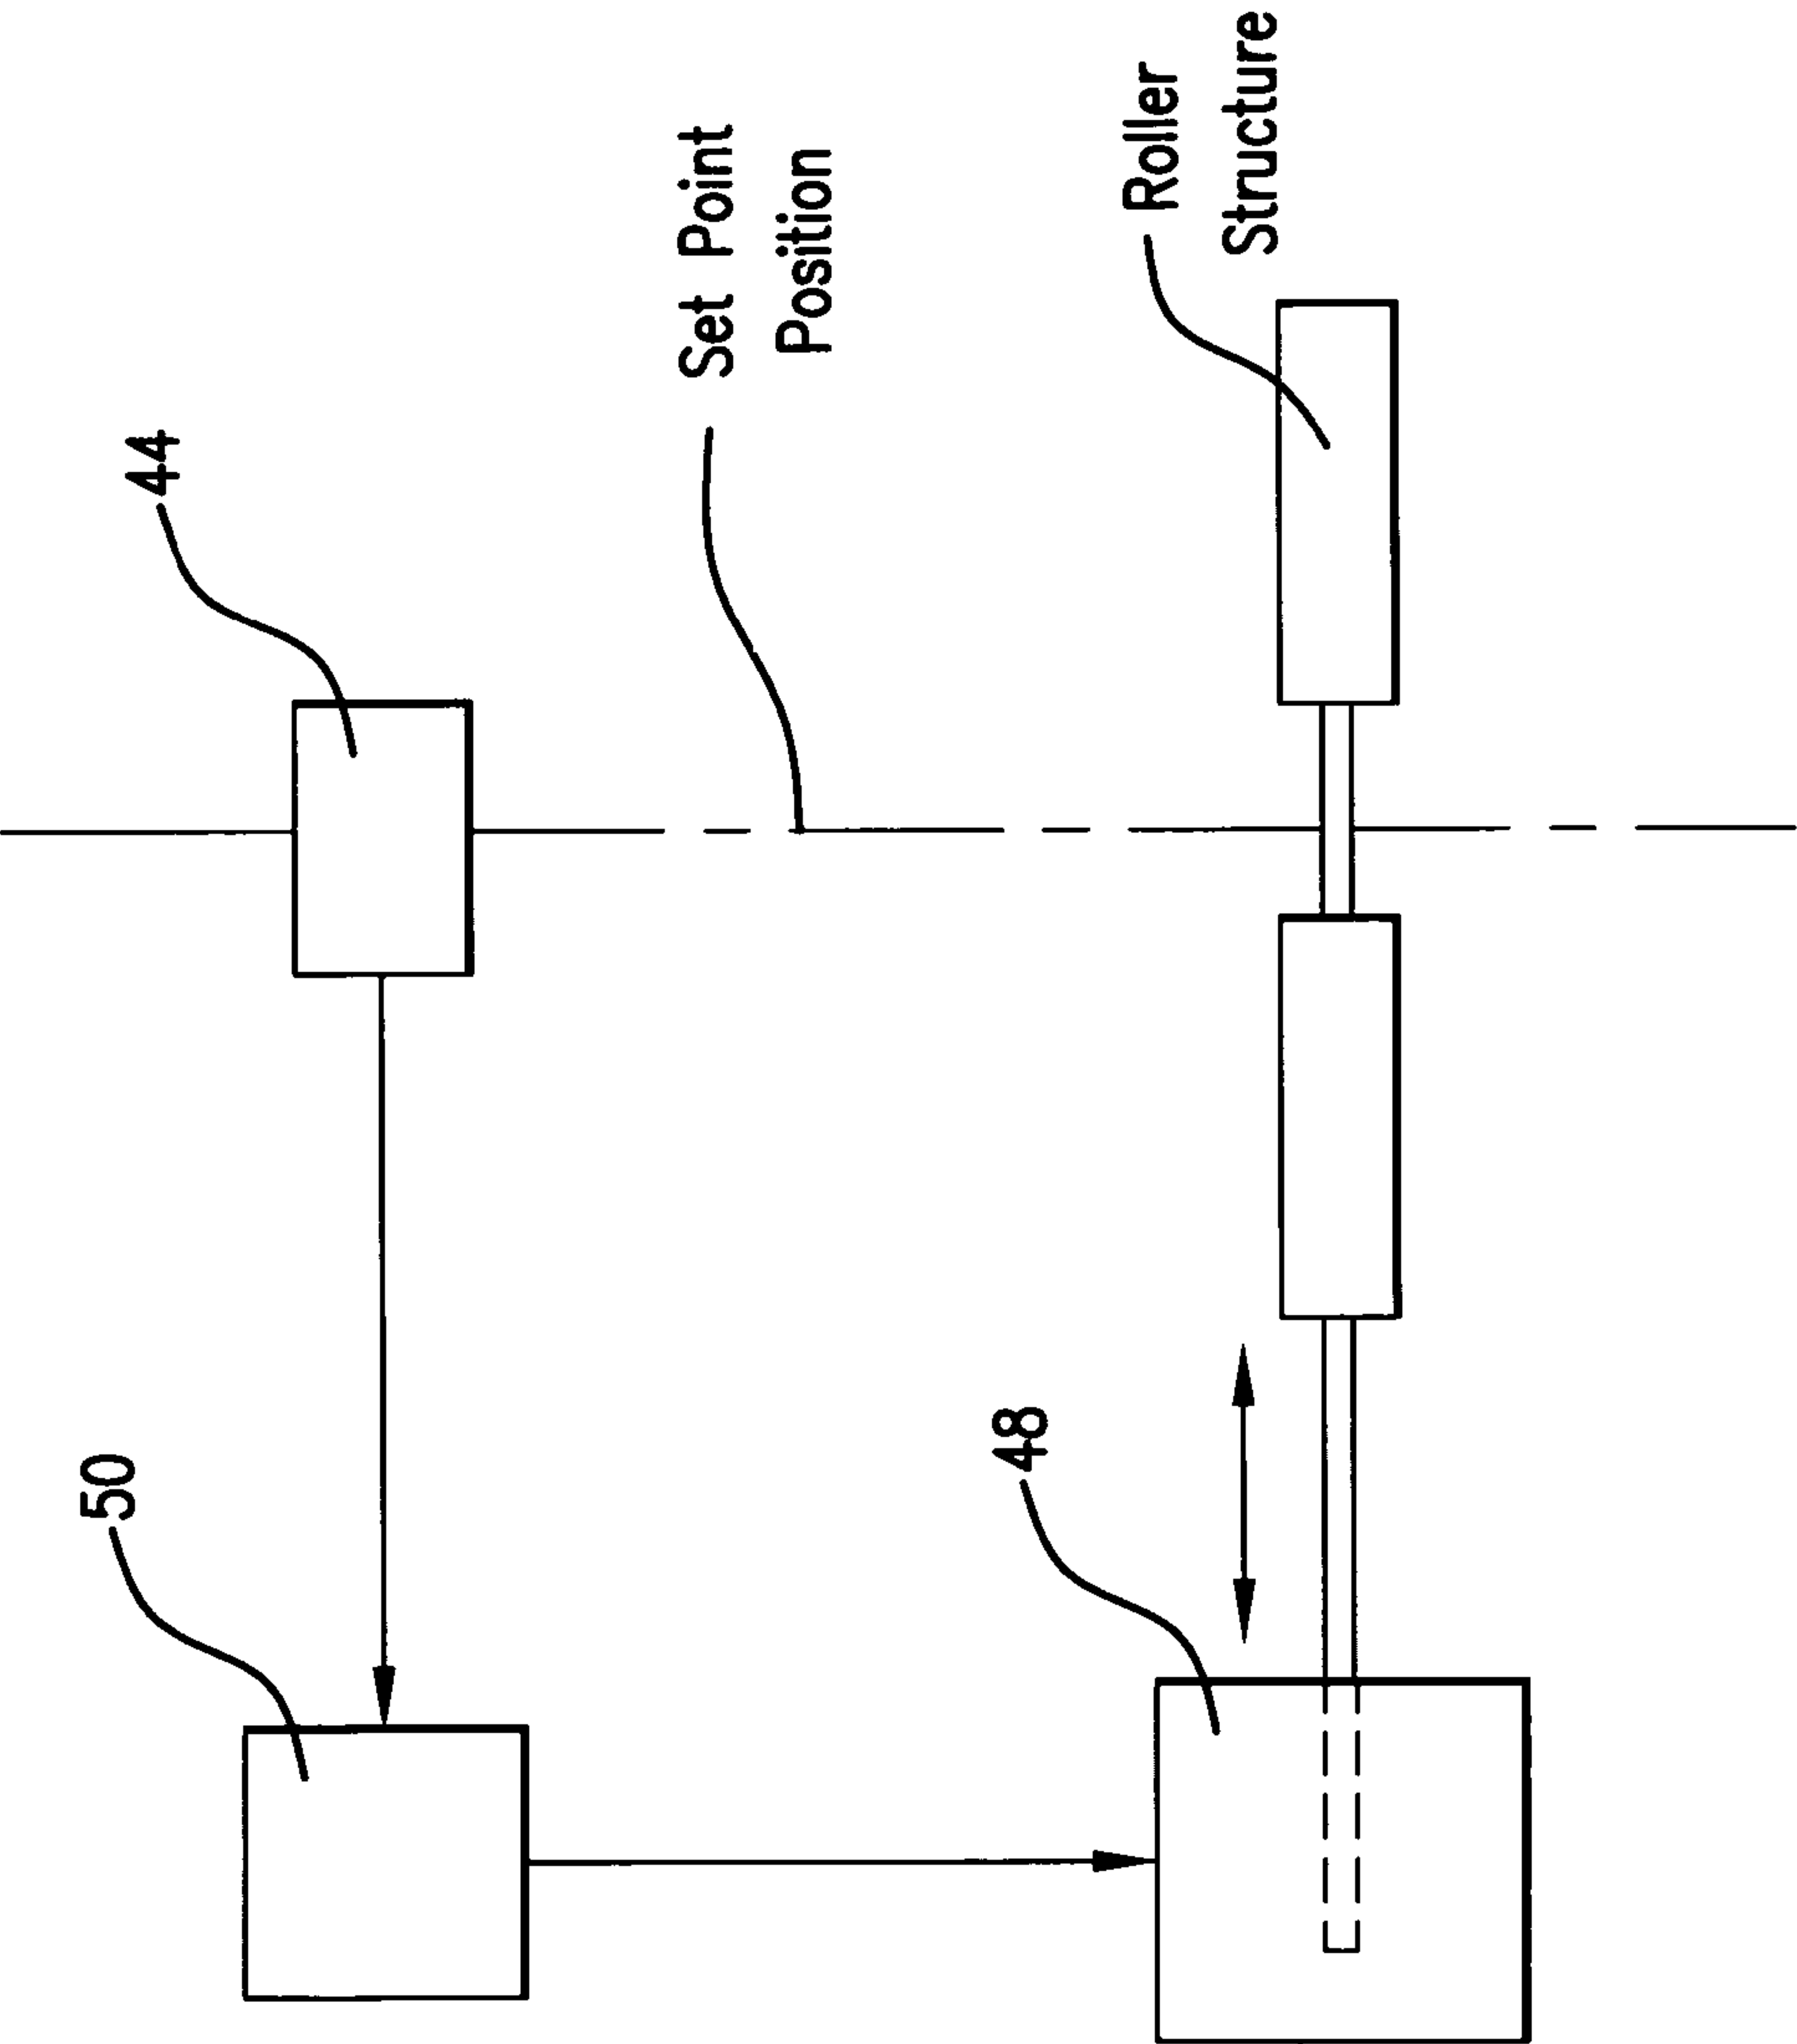 44
Set Point
Position
Roller
Structure
50
48